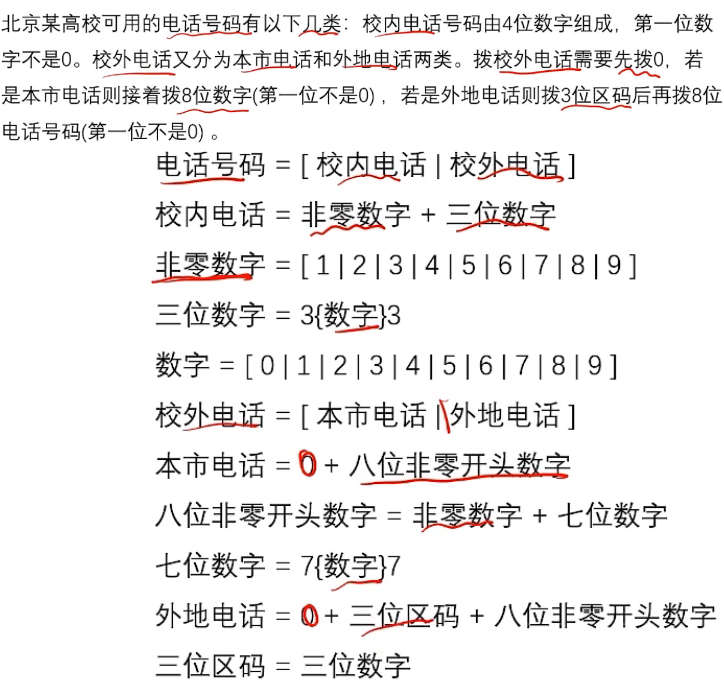 北京某高校可用的电话号码有以下几类：校内电话号码由4位数字组成，第一位数
字不是0。校外电话又分为本市电话和外地电话两类。拨校外电话需要先拨0，若
是本市电话则接着拨8位数字(第一位不是0)，若是外地电话则拨3位区码后再拨8位
电话号码(第一位不是0)。
电话号码 = [ 校内电话 | 校外电话 ]
校内电话 = 非零数字 + 三位数字
非零数字 = [ 1 | 2 | 3 | 4 | 5 | 6 | 7 | 8 | 9 ]
三位数字 = 3{数字}3
数字 = [ 0 | 1 | 2 | 3 | 4 | 5 | 6 | 7 | 8 | 9 ]
校外电话 = [ 本市电话 | 外地电话 ]
本市电话 = 0 + 八位非零开头数字
八位非零开头数字 = 非零数字 + 七位数字
七位数字 = 7{数字}7
外地电话 = 0 + 三位区码 + 八位非零开头数字
三位区码 = 三位数字